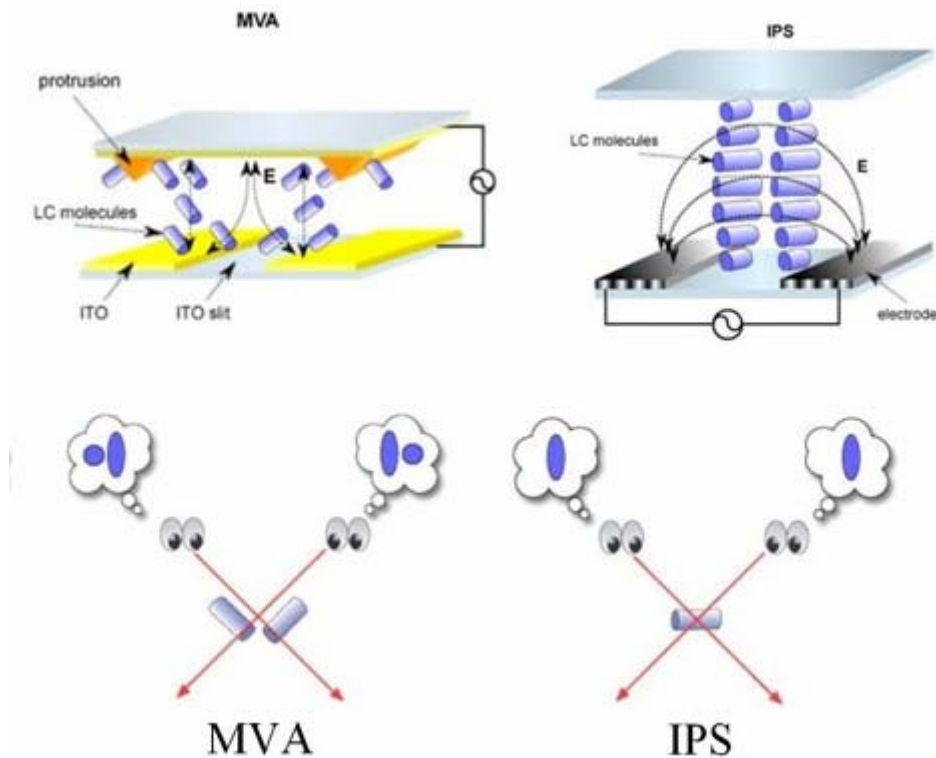 MVA
protrusion
E
LC molecules
ITO
ITO slit
IPS
LC molecules
E
electrode
MVA
IPS